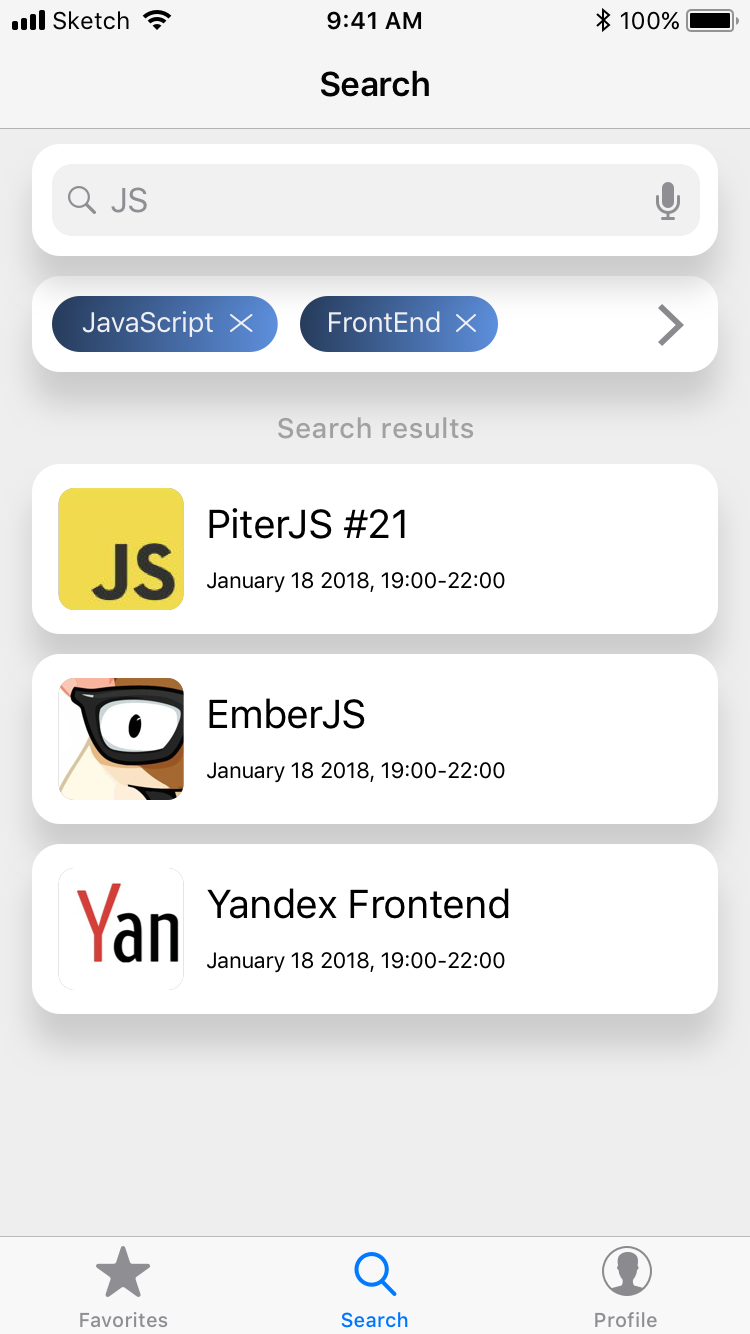 Sketch 9:41 AM 100%
Search
JS
JavaScript FrontEnd
Search results
JS
PiterJS #21
January 18 2018, 19:00-22:00
EmberJS
January 18 2018, 19:00-22:00
Yan
Yandex Frontend
January 18 2018, 19:00-22:00
Favorites Search Profile